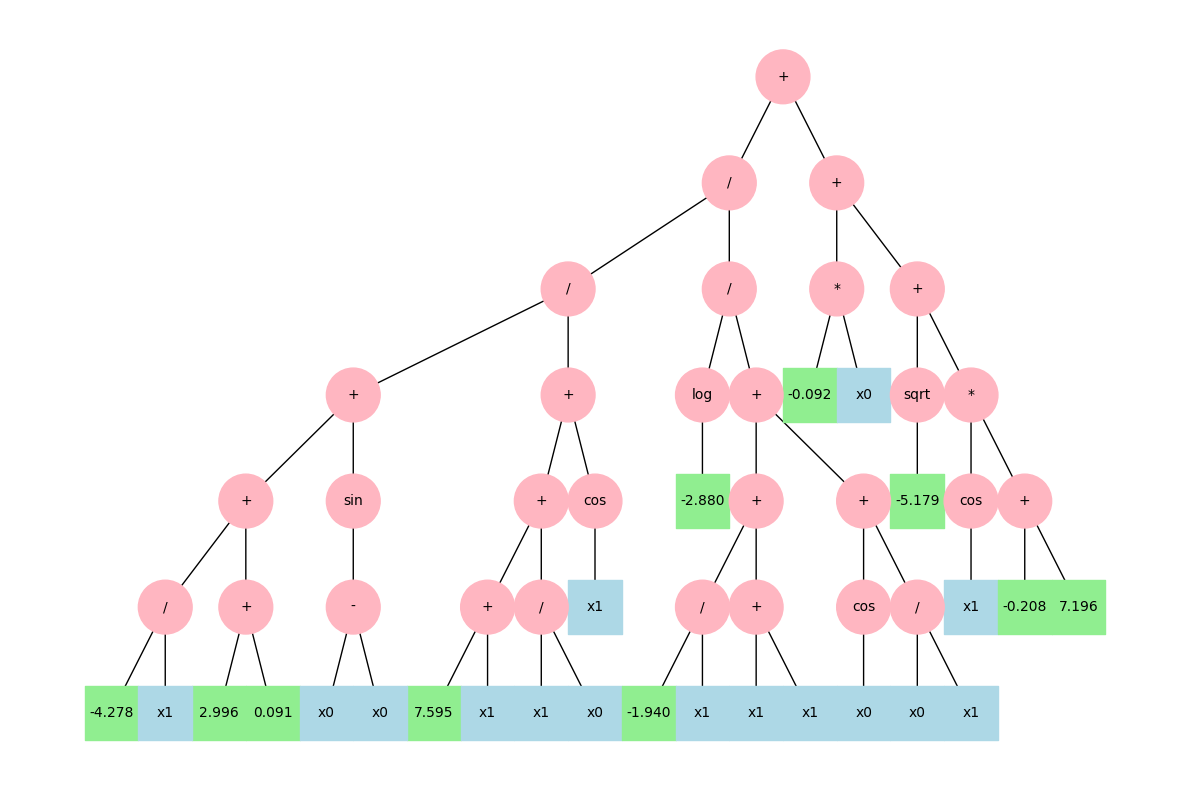 +
/ +
/ / * +
+ + log + -0.092 x0 sqrt *
+ sin + cos -2.880 + + -5.179 cos +
/ + - + / x1 / + cos / x1 -0.208 7.196
-4.278 x1 2.996 0.091 x0 x0 7.595 x1 x1 x0 -1.940 x1 x1 x1 x0 x0 x1